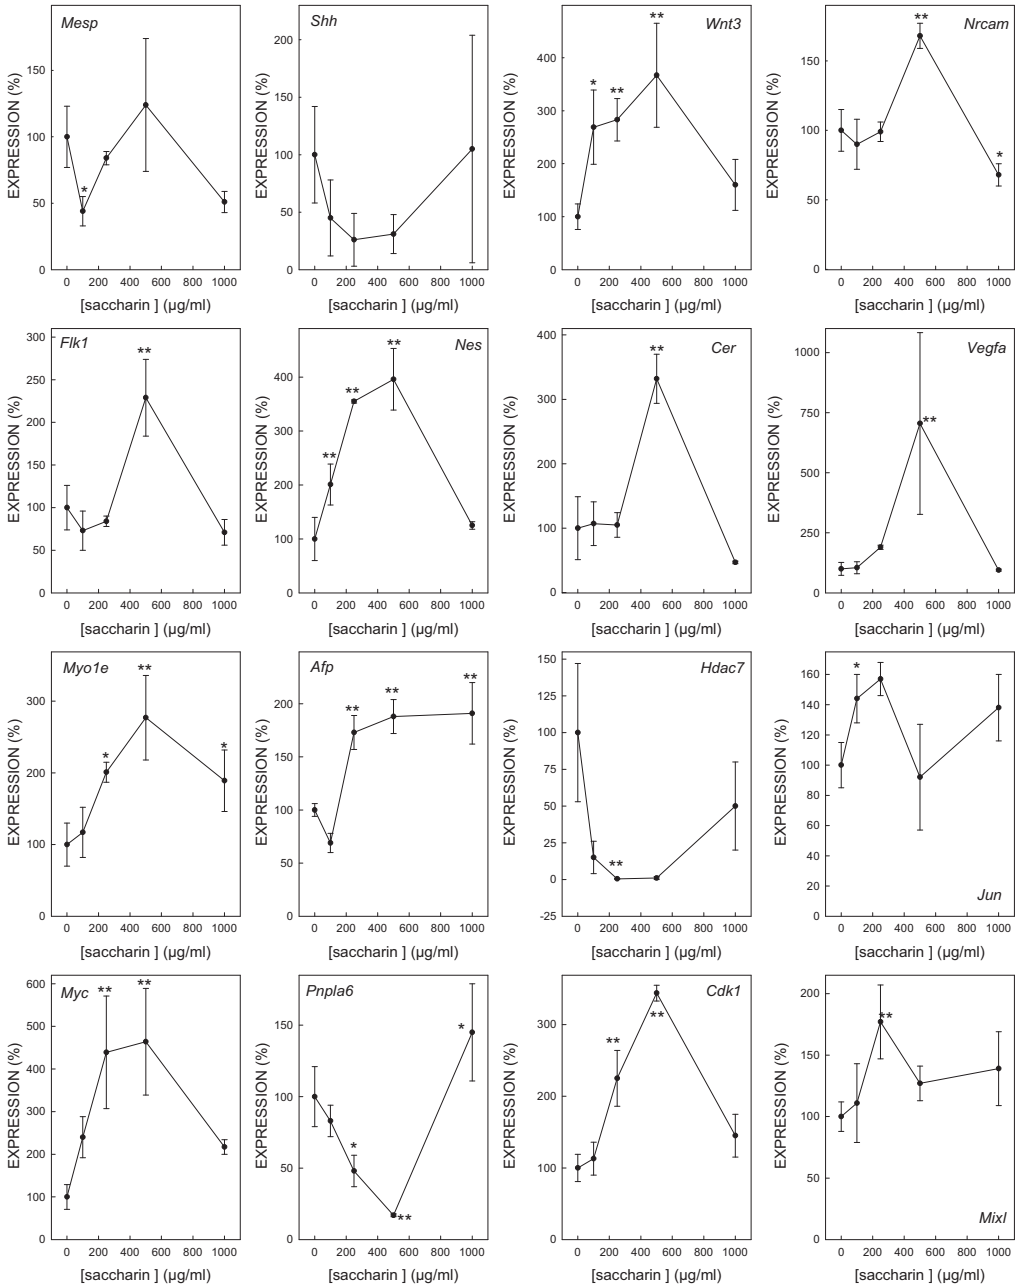 Mesp
*
EXPRESSION (%)
150
100
50
0
0 200 400 600 800 1000
[saccharin ] (µg/ml)
Shh
EXPRESSION (%)
200
150
100
50
0
0 200 400 600 800 1000
[saccharin ] (µg/ml)
Wnt3
* ** **
EXPRESSION (%)
400
300
200
100
0
0 200 400 600 800 1000
[saccharin ] (µg/ml)
Nrcam
** *
EXPRESSION (%)
150
100
50
0
0 200 400 600 800 1000
[saccharin ] (µg/ml)
Flk1
**
EXPRESSION (%)
300
250
200
150
100
50
0
0 200 400 600 800 1000
[saccharin ] (µg/ml)
Nes
** ** **
EXPRESSION (%)
400
300
200
100
0
0 200 400 600 800 1000
[saccharin ] (µg/ml)
Cer
**
EXPRESSION (%)
400
300
200
100
0
0 200 400 600 800 1000
[saccharin ] (µg/ml)
Vegfa
**
EXPRESSION (%)
1000
750
500
250
0
0 200 400 600 800 1000
[saccharin ] (µg/ml)
Myo1e
* ** *
EXPRESSION (%)
300
200
100
0
0 200 400 600 800 1000
[saccharin ] (µg/ml)
Afp
** ** **
EXPRESSION (%)
200
150
100
50
0
0 200 400 600 800 1000
[saccharin ] (µg/ml)
Hdac7
**
EXPRESSION (%)
150
125
100
75
50
25
0
-25
0 200 400 600 800 1000
[saccharin ] (µg/ml)
*
EXPRESSION (%)
160
140
120
100
80
60
40
20
0
Jun
0 200 400 600 800 1000
[saccharin ] (µg/ml)
Myc
** **
EXPRESSION (%)
600
500
400
300
200
100
0
0 200 400 600 800 1000
[saccharin ] (µg/ml)
Pnpla6
* ** *
EXPRESSION (%)
150
100
50
0
0 200 400 600 800 1000
[saccharin ] (µg/ml)
Cdk1
** **
EXPRESSION (%)
300
200
100
0
0 200 400 600 800 1000
[saccharin ] (µg/ml)
**
EXPRESSION (%)
200
150
100
50
0
Mixl
0 200 400 600 800 1000
[saccharin ] (µg/ml)